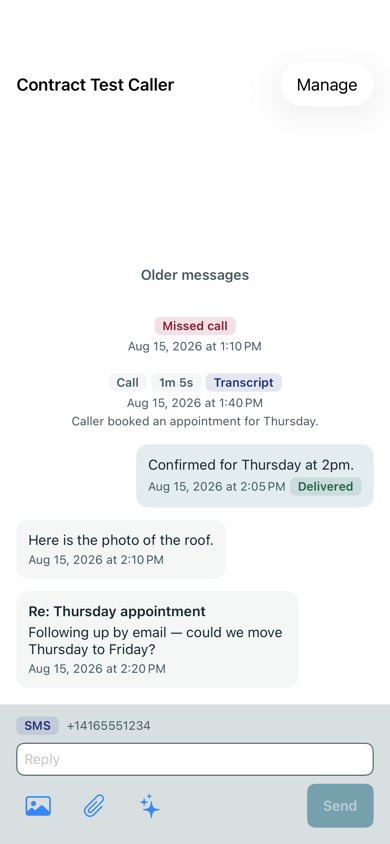 Contract Test Caller
Manage
Older messages
Missed call
Aug 15, 2026 at 1:10 PM
Call 1m 5s Transcript
Aug 15, 2026 at 1:40 PM
Caller booked an appointment for Thursday.
Confirmed for Thursday at 2pm.
Aug 15, 2026 at 2:05 PM Delivered
Here is the photo of the roof.
Aug 15, 2026 at 2:10 PM
Re: Thursday appointment
Following up by email — could we move
Thursday to Friday?
Aug 15, 2026 at 2:20 PM
SMS +14165551234
Reply
Send